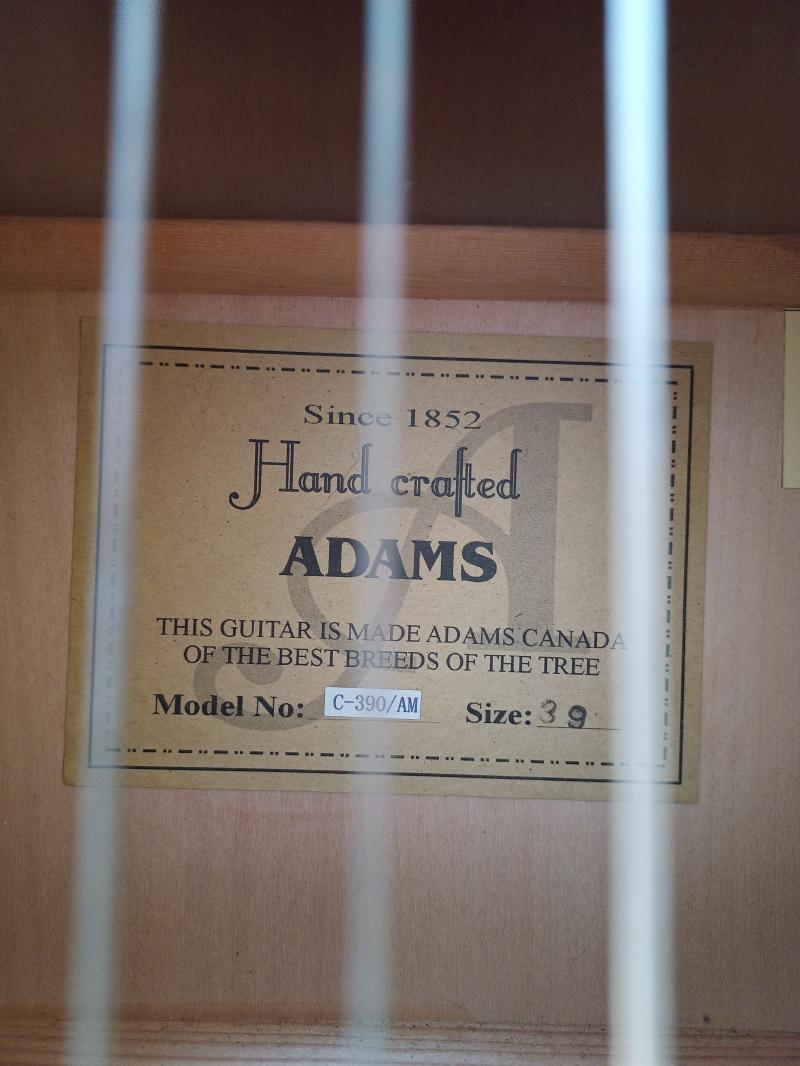 Since 1852
Hand crafted
ADAMS
THIS GUITAR IS MADE ADAMS CANADA
OF THE BEST BREEDS OF THE TREE
Model No: C-390/AM Size: 39